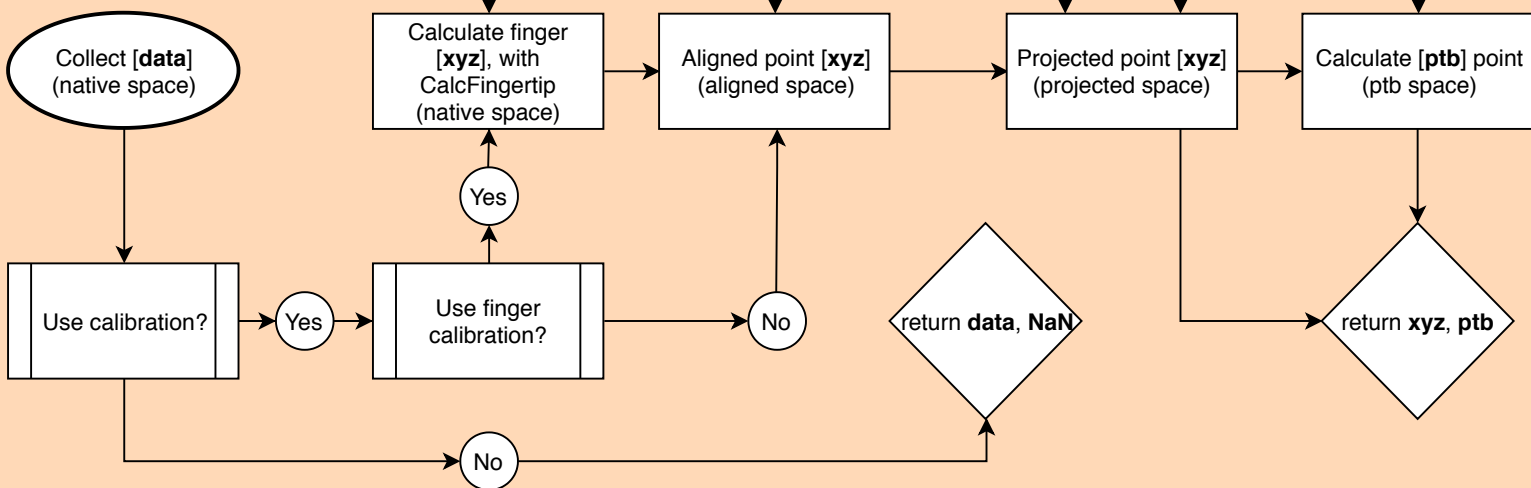 Collect [data]
(native space)
Calculate finger
[xyz], with
CalcFingertip
(native space)
Aligned point [xyz]
(aligned space)
Projected point [xyz]
(projected space)
Calculate [ptb] point
(ptb space)
Yes
Use calibration?
Yes
Use finger
calibration?
No
return data, NaN
return xyz, ptb
No